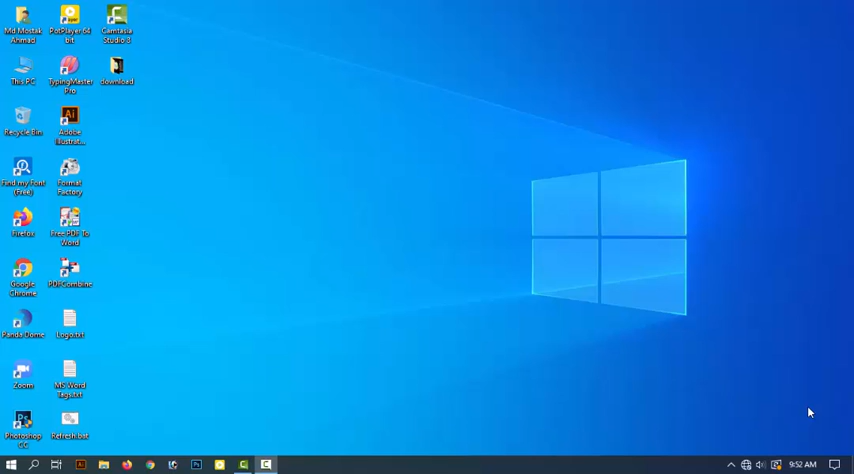 Md Mostak
Ahmad
PotPlayer 64
bit
Camtasia
Studio 8
This PC
TypingMaster
Pro
download
Recycle Bin
Adobe
Illustrat...
Find my Font
(Free)
Format
Factory
Firefox
Free PDF To
Word
Google
Chrome
PDFCombine
Panda Dome
Logo.txt
Zoom
MS Word
Tags.txt
Photoshop
CC
Refresh.bat
9:52 AM